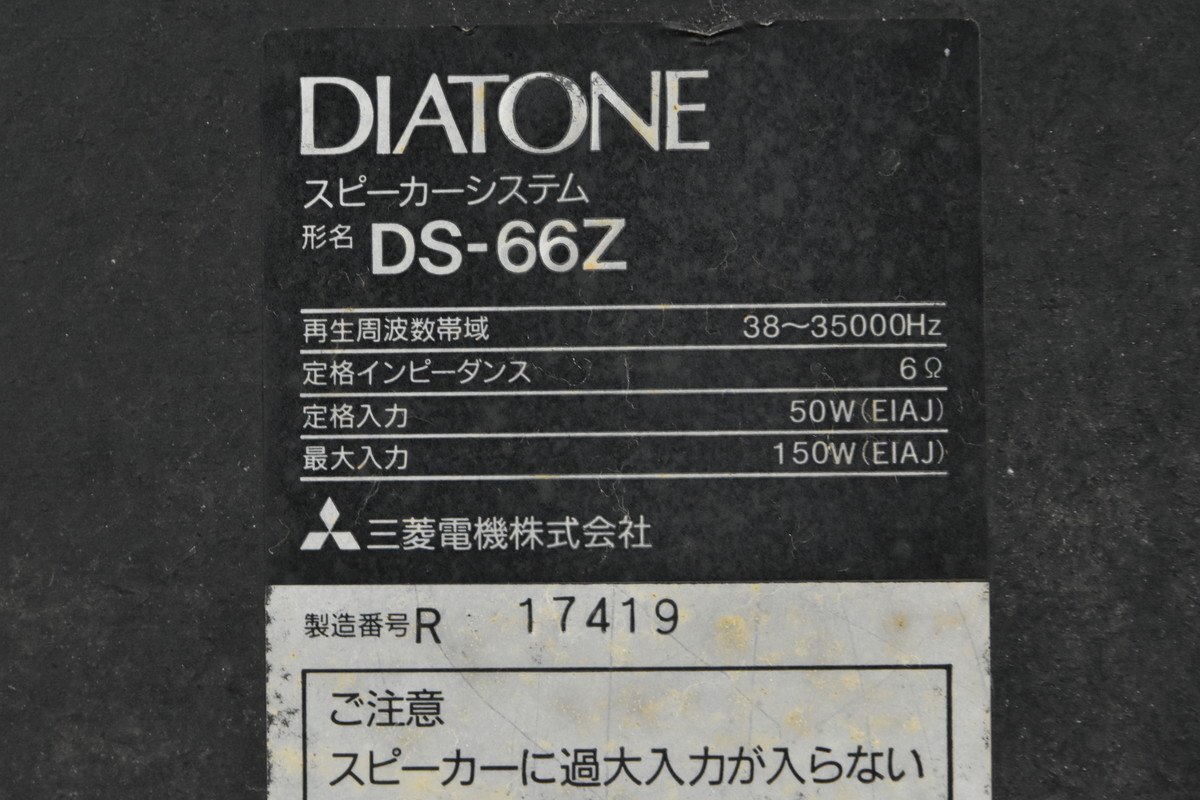 DIATONE
スピーカーシステム
形名 DS-66Z
再生周波数帯域 38〜35000Hz
定格インピーダンス 6Ω
定格入力 50W(EIAJ)
最大入力 150W(EIAJ)
三菱電機株式会社
製造番号R 17419
ご注意
スピーカーに過大入力が入らない